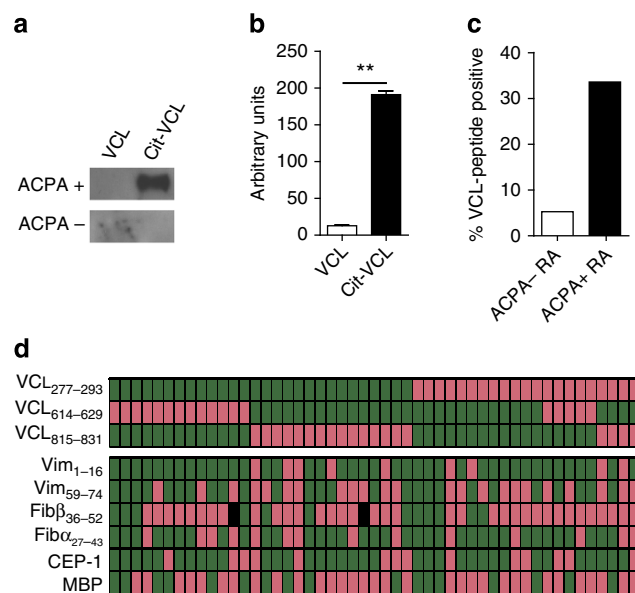 a
VCL
Cit-VCL
ACPA +
ACPA –
b
**
Arbitrary units
250
200
150
100
50
0
VCL
Cit-VCL
c
% VCL-peptide positive
40
30
20
10
0
ACPA– RA
ACPA+ RA
d
VCL277–293
VCL614–629
VCL815–831
Vim1–16
Vim59–74
Fibβ36–52
Fibα27–43
CEP-1
MBP